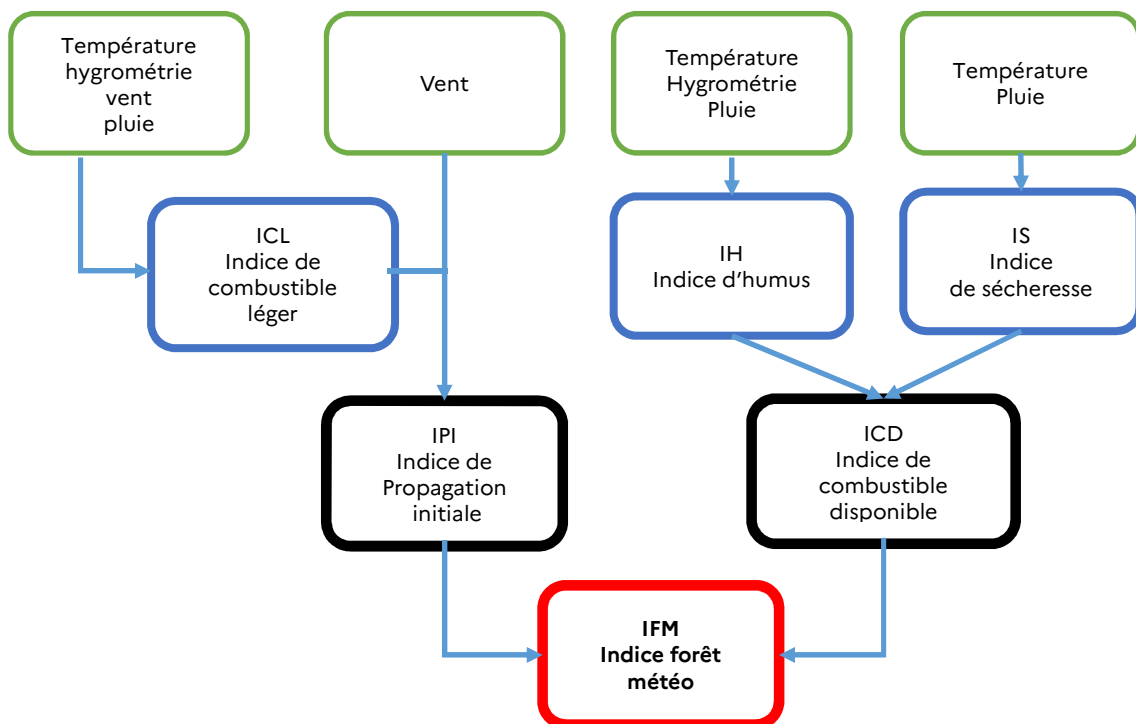 Température
hygrométrie
vent
pluie
Vent
Température
Hygrométrie
Pluie
Température
Pluie
ICL
Indice de
combustible
léger
IH
Indice d’humus
IS
Indice
de sécheresse
IPI
Indice de
Propagation
initiale
ICD
Indice de
combustible
disponible
IFM
Indice forêt
météo